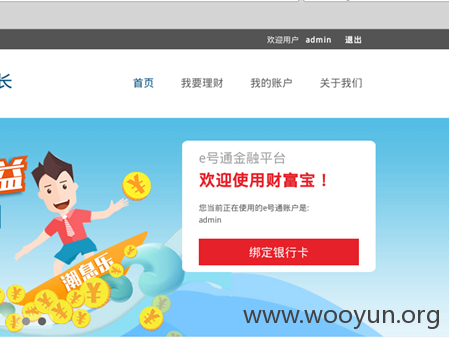 欢迎用户 admin 退出
长
首页 我要理财 我的账户 关于我们
益
e号通金融平台
欢迎使用财富宝！
您当前正在使用的e号通账户是:
admin
绑定银行卡
潮息乐
www.wooyun.org